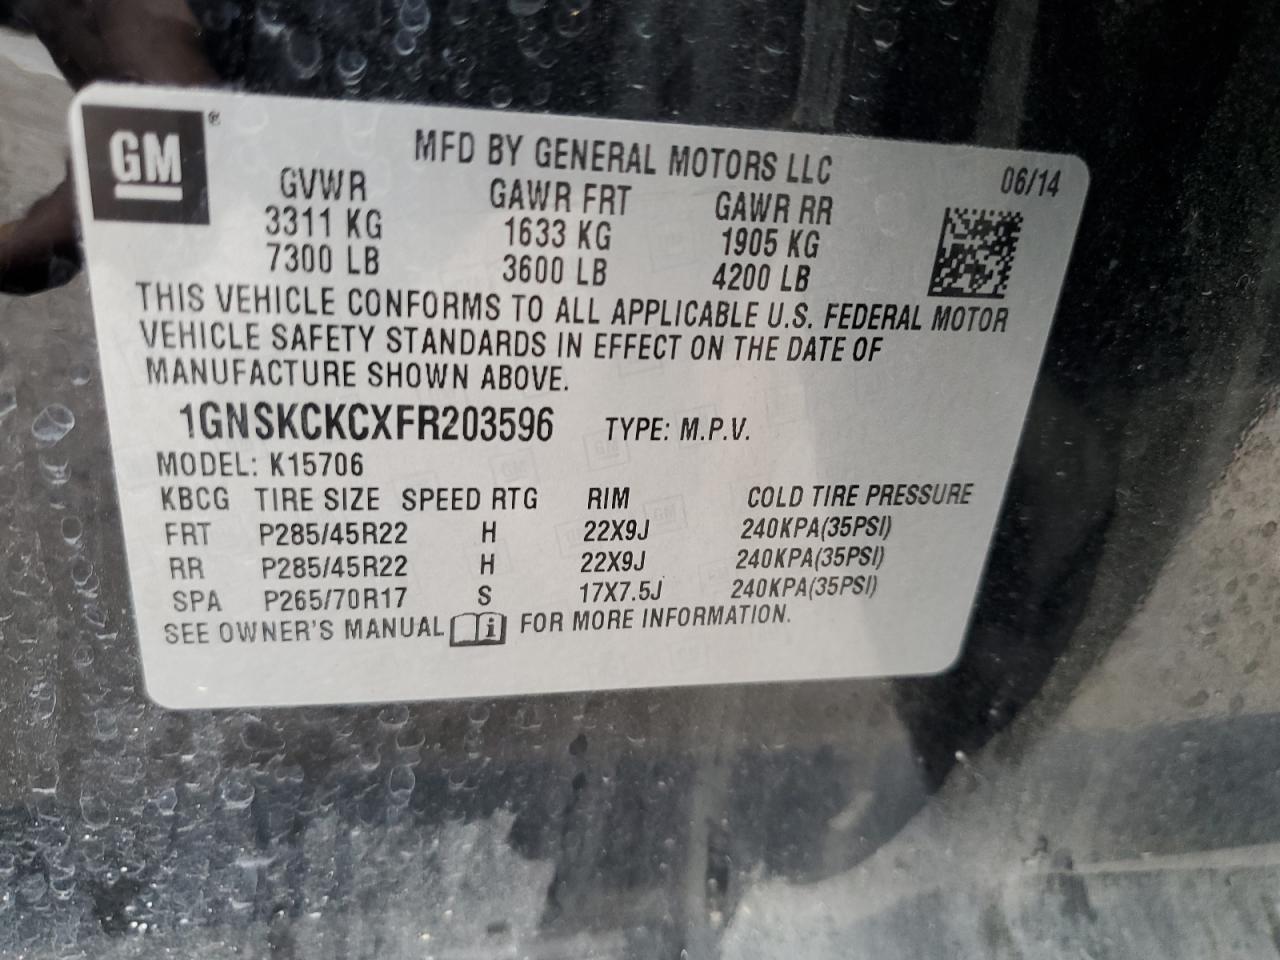 GM®
MFD BY GENERAL MOTORS LLC 06/14
GVWR GAWR FRT GAWR RR
3311 KG 1633 KG 1905 KG
7300 LB 3600 LB 4200 LB
THIS VEHICLE CONFORMS TO ALL APPLICABLE U.S. FEDERAL MOTOR
VEHICLE SAFETY STANDARDS IN EFFECT ON THE DATE OF
MANUFACTURE SHOWN ABOVE.
1GNSKCKCXFR203596 TYPE: M.P.V.
MODEL: K15706
KBCG TIRE SIZE SPEED RTG RIM COLD TIRE PRESSURE
FRT P285/45R22 H 22X9J 240KPA(35PSI)
RR P285/45R22 H 22X9J 240KPA(35PSI)
SPA P265/70R17 S 17X7.5J 240KPA(35PSI)
SEE OWNER'S MANUAL i FOR MORE INFORMATION.